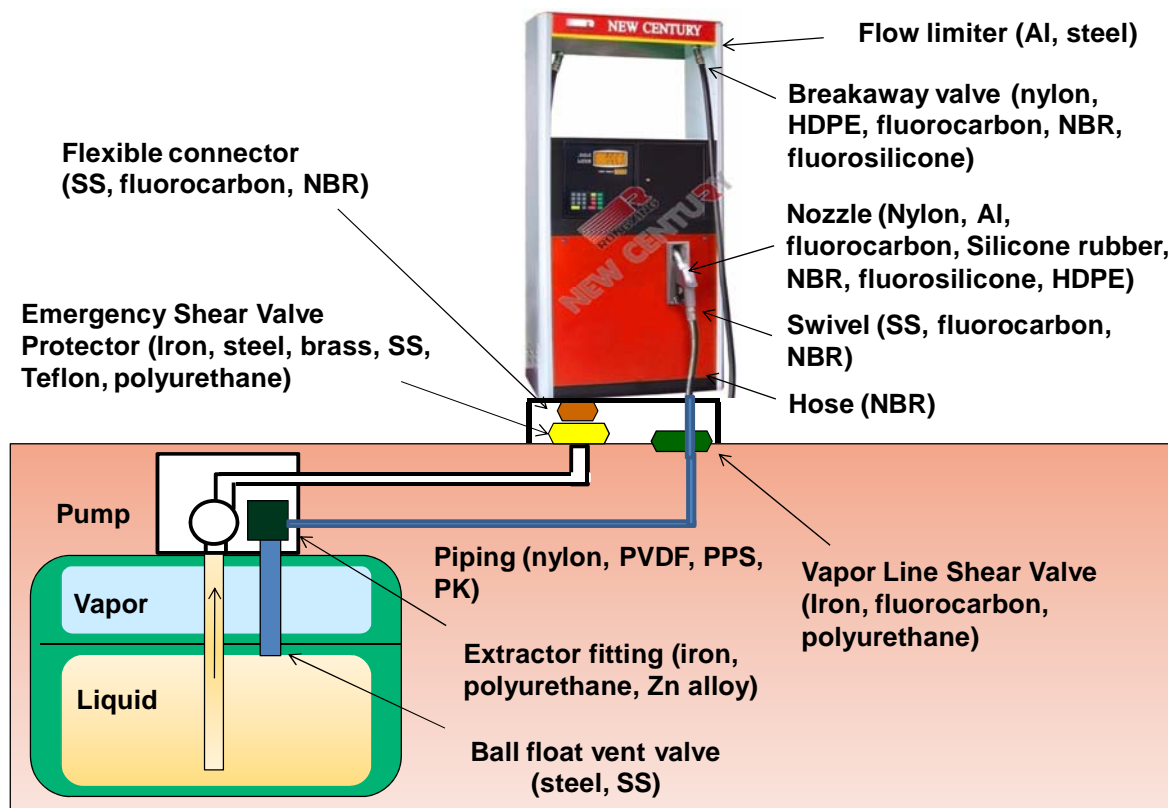 NEW CENTURY
Flow limiter (Al, steel)
Breakaway valve (nylon,
HDPE, fluorocarbon, NBR,
fluorosilicone)
Flexible connector
(SS, fluorocarbon, NBR)
Nozzle (Nylon, Al,
fluorocarbon, Silicone rubber,
NBR, fluorosilicone, HDPE)
NEW CENTURY
Emergency Shear Valve
Protector (Iron, steel, brass, SS,
Teflon, polyurethane)
Swivel (SS, fluorocarbon,
NBR)
Hose (NBR)
Pump
Piping (nylon, PVDF, PPS,
PK)
Vapor Line Shear Valve
(Iron, fluorocarbon,
polyurethane)
Vapor
Extractor fitting (iron,
polyurethane, Zn alloy)
Liquid
Ball float vent valve
(steel, SS)